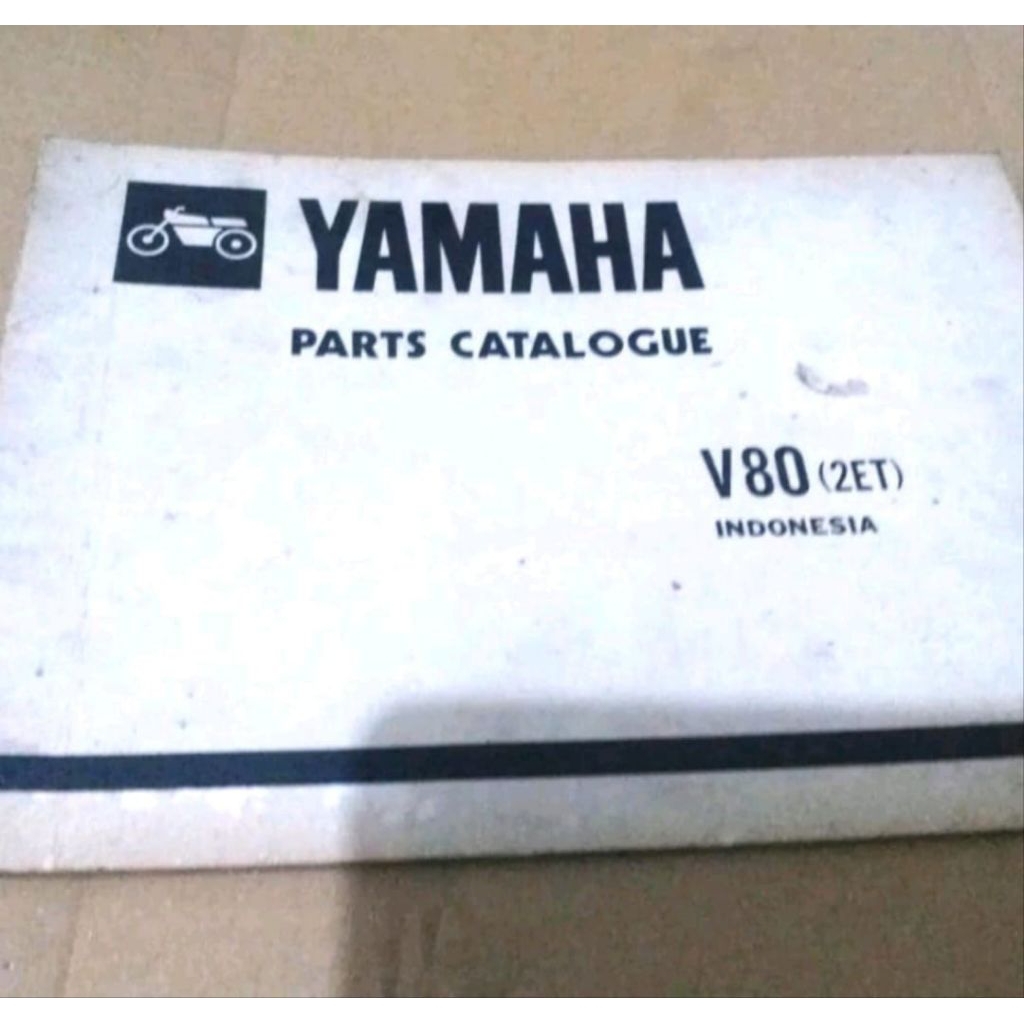 YAMAHA
PARTS CATALOGUE
V80 (2ET)
INDONESIA